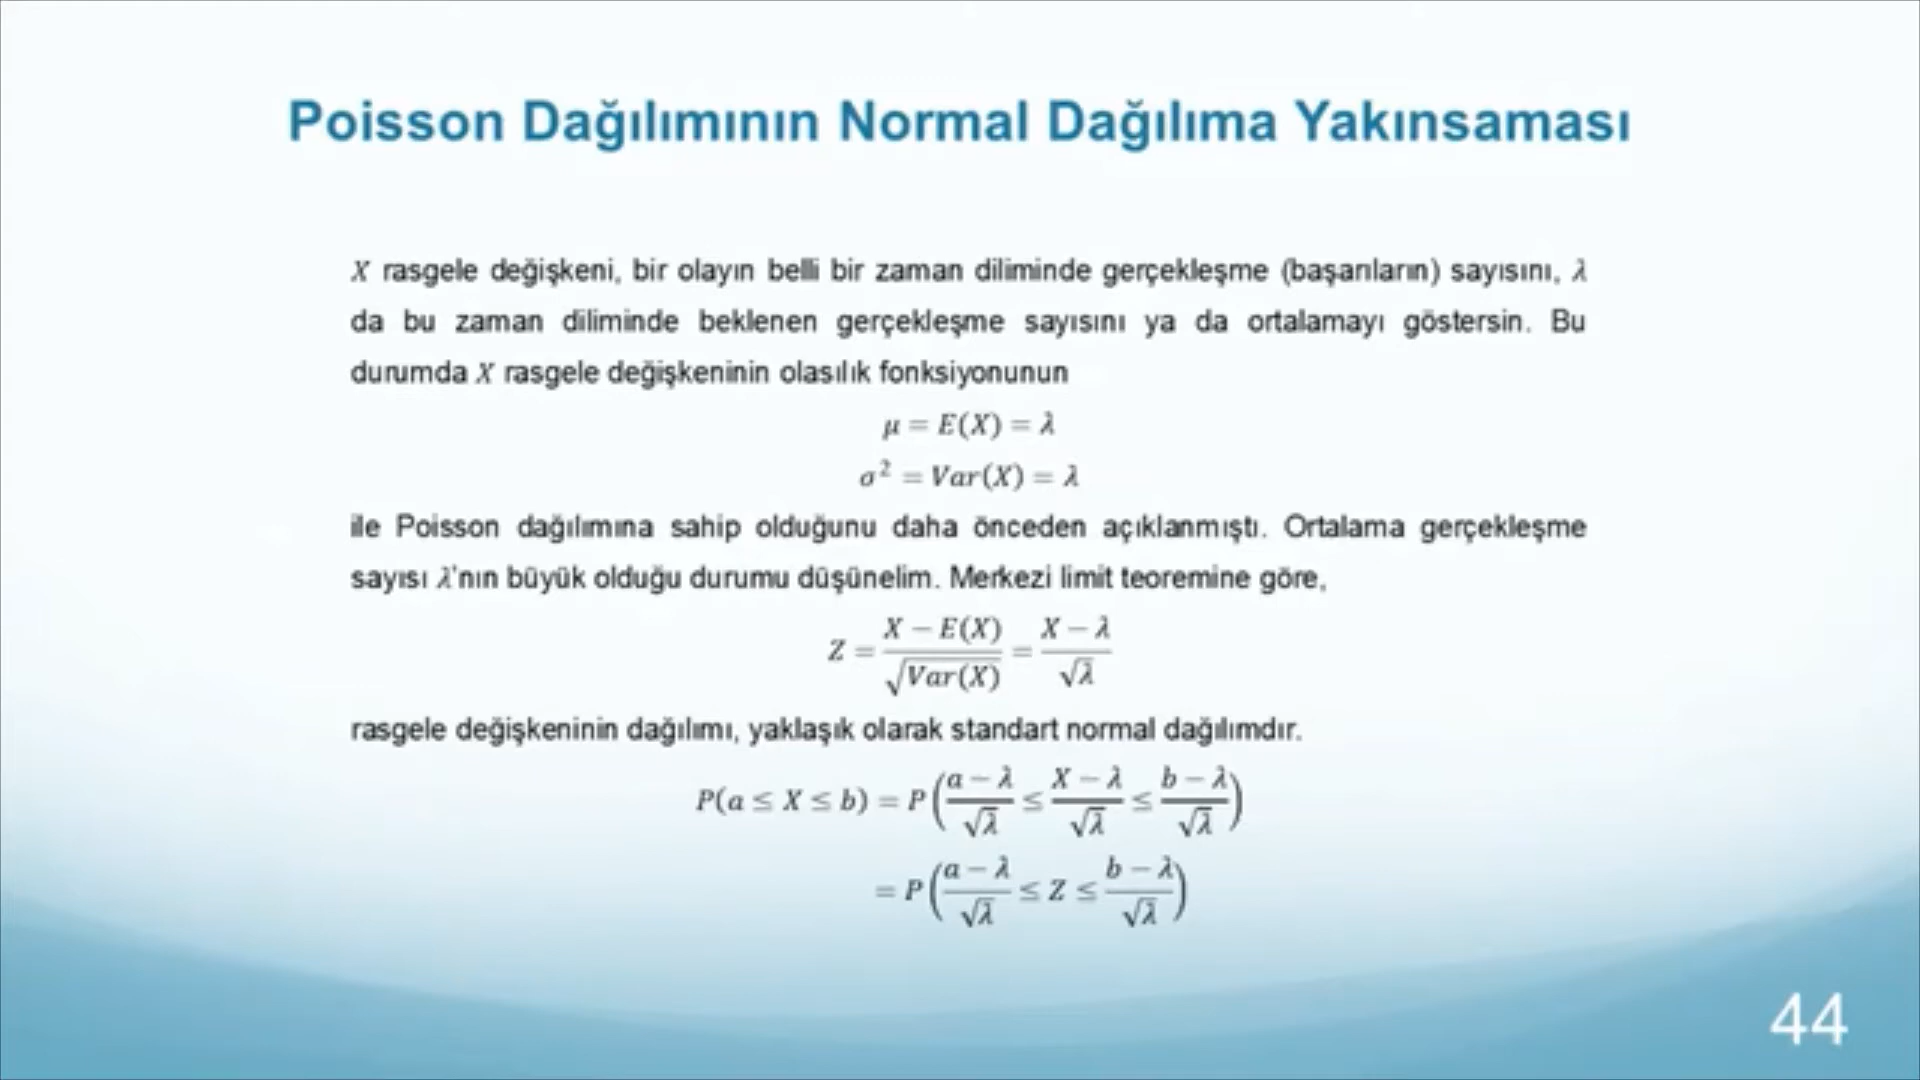 Poisson Dağılımının Normal Dağılıma Yakınsaması
X rasgele değişkeni, bir olayın belli bir zaman diliminde gerçekleşme (başarıların) sayısını, λ
da bu zaman diliminde beklenen gerçekleşme sayısını ya da ortalamayı göstersin. Bu
durumda X rasgele değişkeninin olasılık fonksiyonunun
μ = E(X) = λ
σ² = Var(X) = λ
ile Poisson dağılımına sahip olduğunu daha önceden açıklanmıştı. Ortalama gerçekleşme
sayısı λ'nın büyük olduğu durumu düşünelim. Merkezi limit teoremine göre,
Z = (X − E(X))/√Var(X) = (X − λ)/√λ
rasgele değişkeninin dağılımı, yaklaşık olarak standart normal dağılımdır.
P(a ≤ X ≤ b) = P((a − λ)/√λ ≤ (X − λ)/√λ ≤ (b − λ)/√λ)
= P((a − λ)/√λ ≤ Z ≤ (b − λ)/√λ)
44